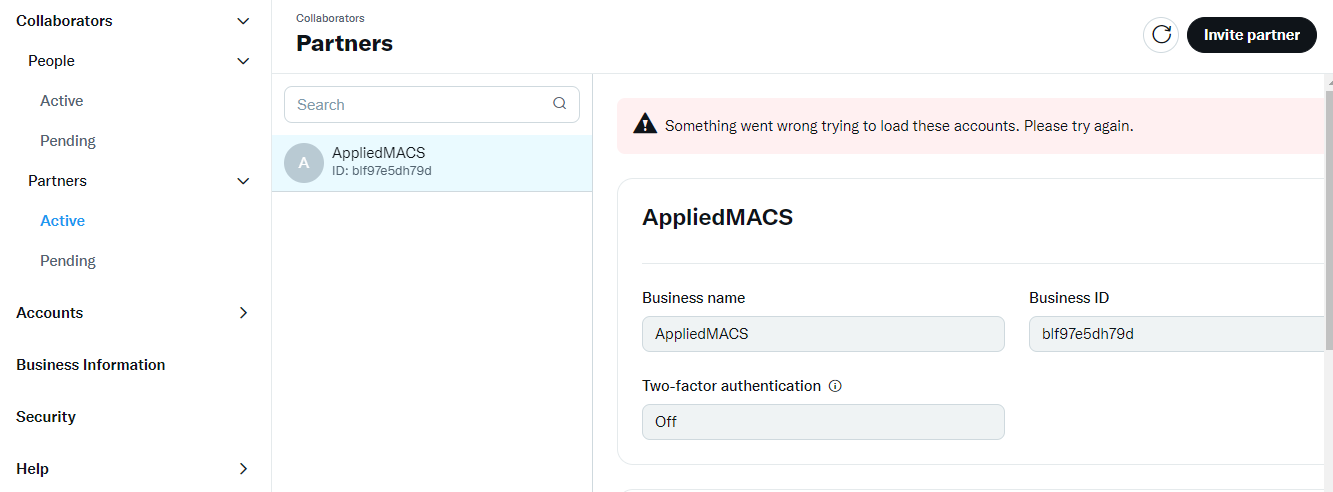 Collaborators
People
Active
Pending
Partners
Active
Pending
Accounts
Business Information
Security
Help
Collaborators
Partners
Invite partner
Search
A
AppliedMACS
ID: blf97e5dh79d
Something went wrong trying to load these accounts. Please try again.
AppliedMACS
Business name
Business ID
AppliedMACS
blf97e5dh79d
Two-factor authentication
Off